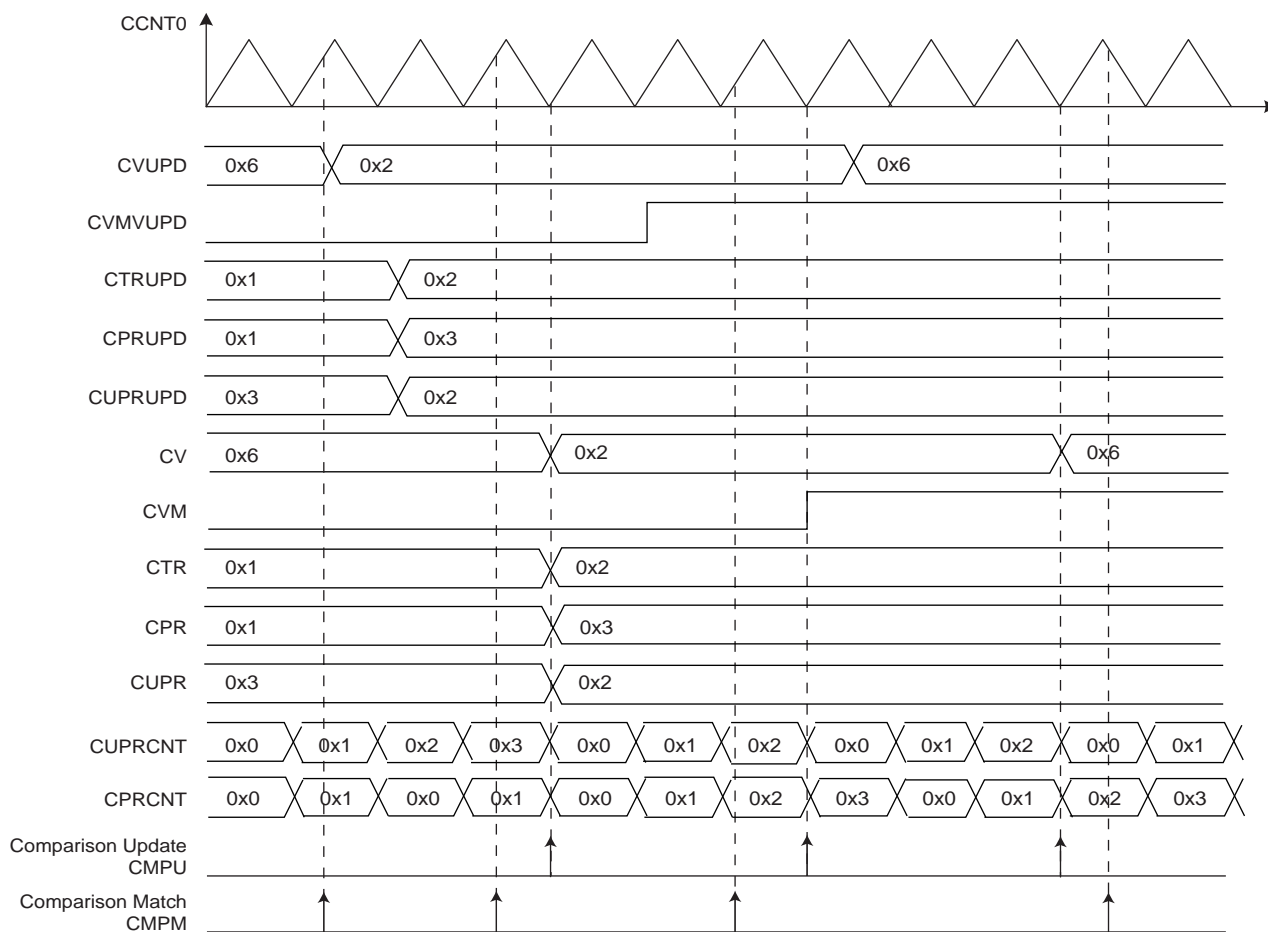 CCNT0
CVUPD 0x6 0x2 0x6
CVMVUPD
CTRUPD 0x1 0x2
CPRUPD 0x1 0x3
CUPRUPD 0x3 0x2
CV 0x6 0x2 0x6
CVM
CTR 0x1 0x2
CPR 0x1 0x3
CUPR 0x3 0x2
CUPRCNT 0x0 0x1 0x2 0x3 0x0 0x1 0x2 0x0 0x1 0x2 0x0 0x1
CPRCNT 0x0 0x1 0x0 0x1 0x0 0x1 0x2 0x3 0x0 0x1 0x2 0x3
Comparison Update
CMPU
Comparison Match
CMPM